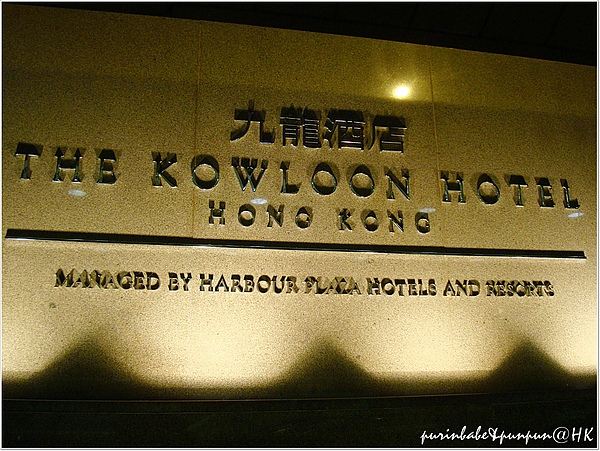 九龍酒店
THE KOWLOON HOTEL
HONG KONG
MANAGED BY HARBOUR PLAZA HOTELS AND RESORTS
purinbabe&punpun@HK